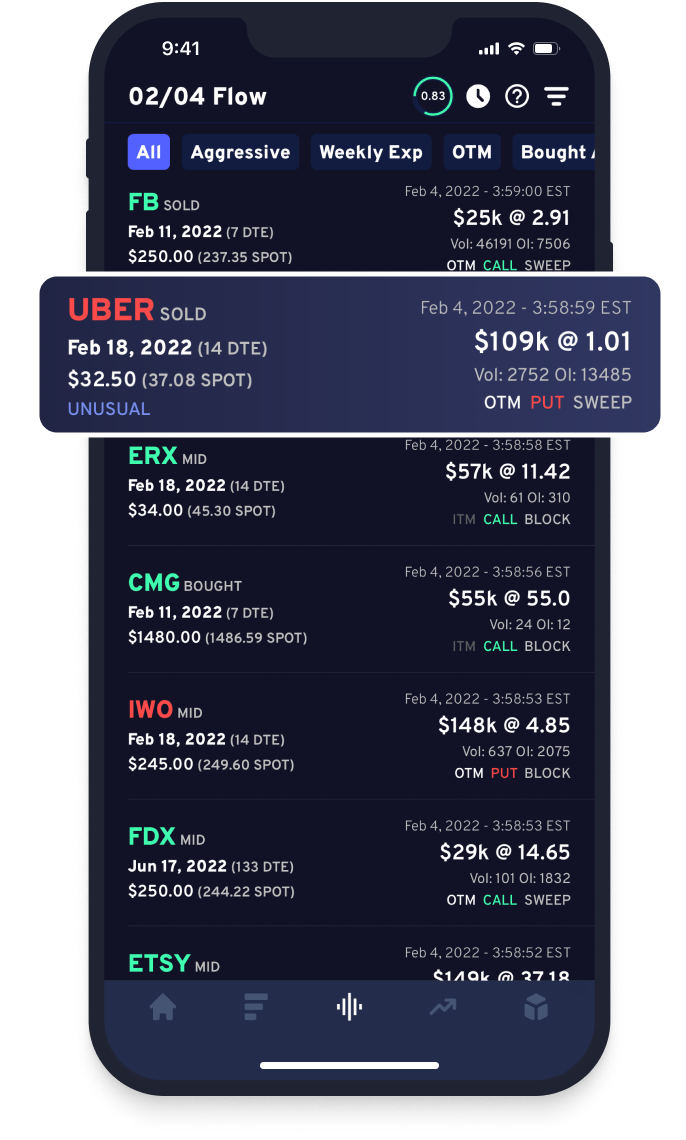 9:41
02/04 Flow 0.83
All Aggressive Weekly Exp OTM Bought
FB SOLD Feb 4, 2022 - 3:59:00 EST
Feb 11, 2022 (7 DTE) $25k @ 2.91
$250.00 (237.35 SPOT) Vol: 46191 OI: 7506
OTM CALL SWEEP
UBER SOLD Feb 4, 2022 - 3:58:59 EST
Feb 18, 2022 (14 DTE) $109k @ 1.01
$32.50 (37.08 SPOT) Vol: 2752 OI: 13485
UNUSUAL OTM PUT SWEEP
ERX MID Feb 4, 2022 - 3:58:58 EST
Feb 18, 2022 (14 DTE) $57k @ 11.42
$34.00 (45.30 SPOT) Vol: 61 OI: 310
ITM CALL BLOCK
CMG BOUGHT Feb 4, 2022 - 3:58:56 EST
Feb 11, 2022 (7 DTE) $55k @ 55.0
$1480.00 (1486.59 SPOT) Vol: 24 OI: 12
ITM CALL BLOCK
IWO MID Feb 4, 2022 - 3:58:53 EST
Feb 18, 2022 (14 DTE) $148k @ 4.85
$245.00 (249.60 SPOT) Vol: 637 OI: 2075
OTM PUT BLOCK
FDX MID Feb 4, 2022 - 3:58:53 EST
Jun 17, 2022 (133 DTE) $29k @ 14.65
$250.00 (244.22 SPOT) Vol: 101 OI: 1832
OTM CALL SWEEP
ETSY MID Feb 4, 2022 - 3:58:52 EST
$149k @ 37.18